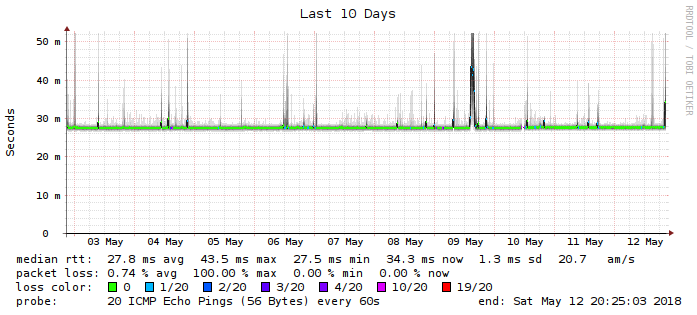 Last 10 Days
RRDTOOL / TOBI OETIKER
Seconds
50 m
40 m
30 m
20 m
10 m
0
03 May 04 May 05 May 06 May 07 May 08 May 09 May 10 May 11 May 12 May
median rtt: 27.8 ms avg 43.5 ms max 27.5 ms min 34.3 ms now 1.3 ms sd 20.7 am/s
packet loss: 0.74 % avg 100.00 % max 0.00 % min 0.00 % now
loss color: 0 1/20 2/20 3/20 4/20 10/20 19/20
probe: 20 ICMP Echo Pings (56 Bytes) every 60s end: Sat May 12 20:25:03 2018